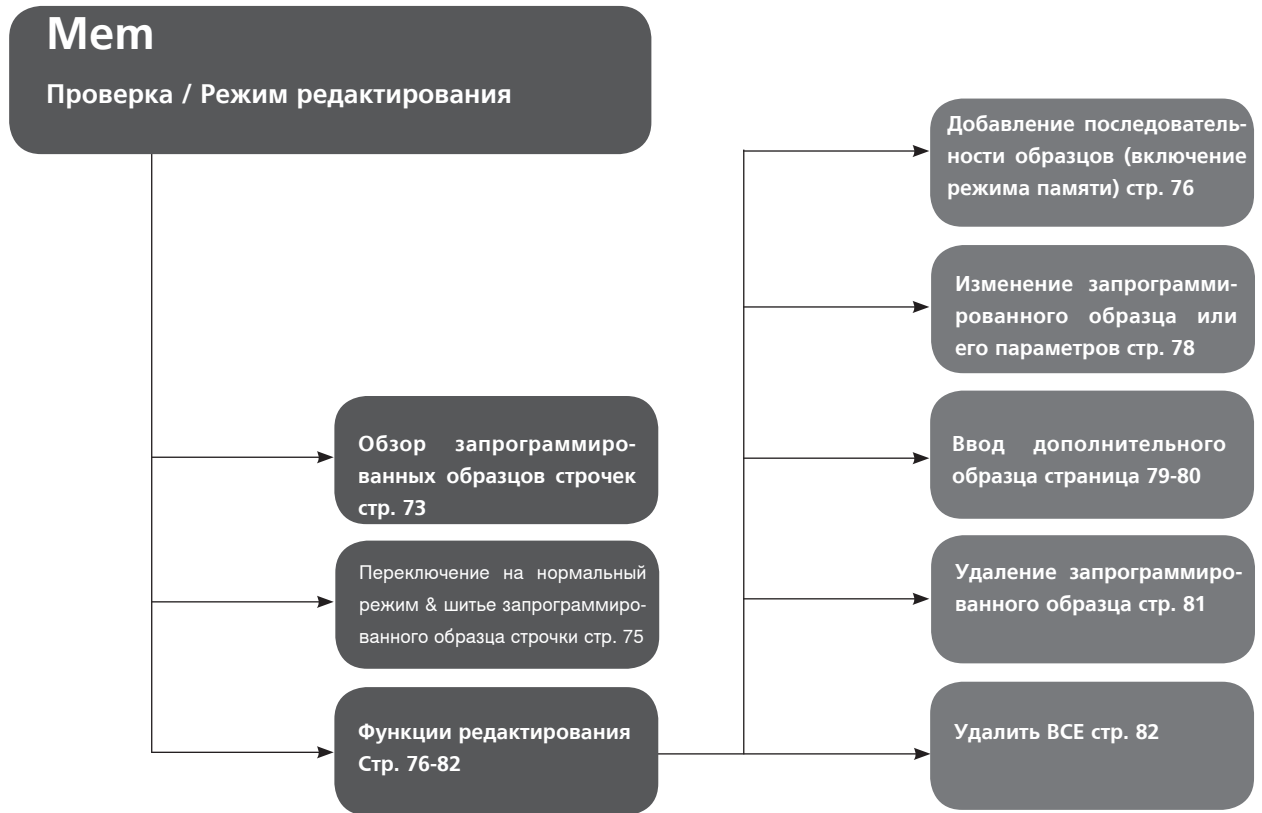 Mem
Проверка / Режим редактирования
Обзор запрограммиро-
ванных образцов строчек
стр. 73
Переключение на нормальный
режим & шитье запрограммиро-
ванного образца строчки стр. 75
Функции редактирования
Стр. 76-82
Добавление последователь-
ности образцов (включение
режима памяти) стр. 76
Изменение запрограмми-
рованного образца или
его параметров стр. 78
Ввод дополнительного
образца страница 79-80
Удаление запрограммиро-
ванного образца стр. 81
Удалить ВСЕ стр. 82